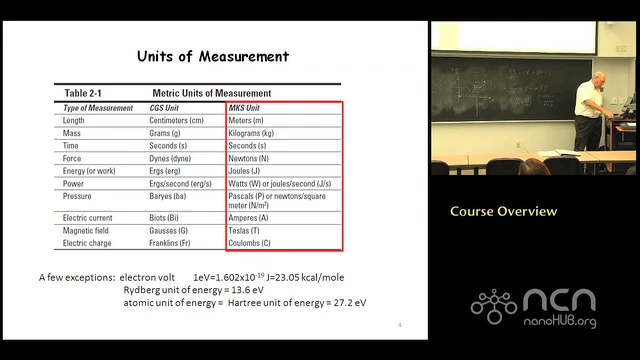 Units of Measurement
Table 2-1 Metric Units of Measurement
Type of Measurement CGS Unit MKS Unit
Length Centimeters (cm) Meters (m)
Mass Grams (g) Kilograms (kg)
Time Seconds (s) Seconds (s)
Force Dynes (dyne) Newtons (N)
Energy (or work) Ergs (erg) Joules (J)
Power Ergs/second (erg/s) Watts (W) or joules/second (J/s)
Pressure Baryes (ba) Pascals (P) or newtons/square
meter (N/m²)
Electric current Biots (Bi) Amperes (A)
Magnetic field Gausses (G) Teslas (T)
Electric charge Franklins (Fr) Coulombs (C)
A few exceptions: electron volt 1eV=1.602x10⁻¹⁹ J=23.05 kcal/mole
Rydberg unit of energy = 13.6 eV
atomic unit of energy = Hartree unit of energy = 27.2 eV
4
Course Overview
ncn
nanoHUB.org